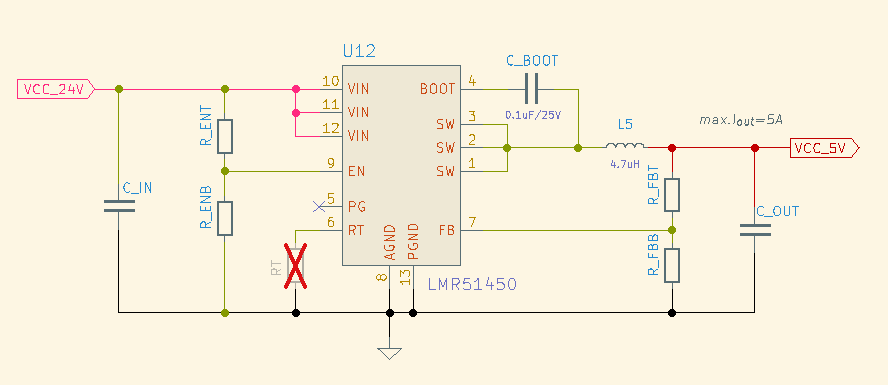 U12
C_BOOT
VCC_24V
10
VIN
BOOT
4
11
VIN
0.1uF/25V
R_ENT
SW
3
L5
max.Iout=5A
12
VIN
SW
2
VCC_5V
4.7uH
9
EN
SW
1
R_FBT
C_IN
R_ENB
5
PG
C_OUT
6
RT
FB
7
AGND
PGND
R_FBB
RT
8
13
LMR51450